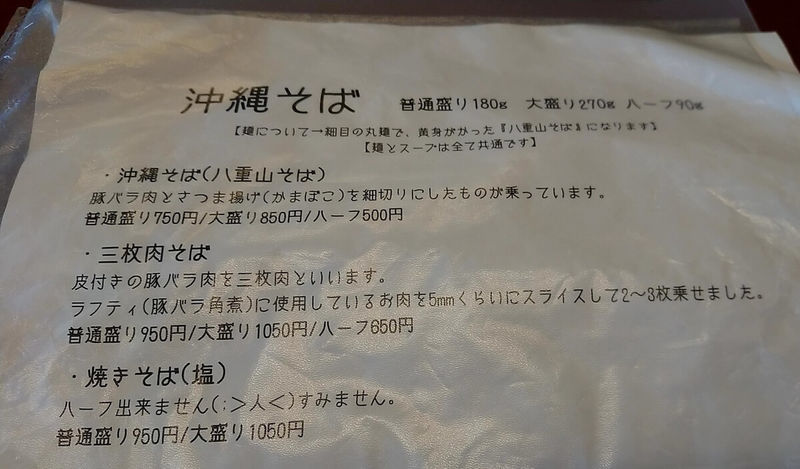 沖縄そば 普通盛り180g 大盛り270g ハーフ90g
【麺について→細目の丸麺で、黄身がかった『八重山そば』になります】
【麺とスープは全て共通です】
・沖縄そば(八重山そば)
豚バラ肉とさつま揚げ(かまぼこ)を細切りにしたものが乗っています。
普通盛り750円/大盛り850円/ハーフ500円
・三枚肉そば
皮付きの豚バラ肉を三枚肉といいます。
ラフティ(豚バラ角煮)に使用しているお肉を5mmくらいにスライスして2〜3枚乗せました。
普通盛り950円/大盛り1050円/ハーフ650円
・焼きそば(塩)
ハーフ出来ません(;>人<)すみません。
普通盛り950円/大盛り1050円